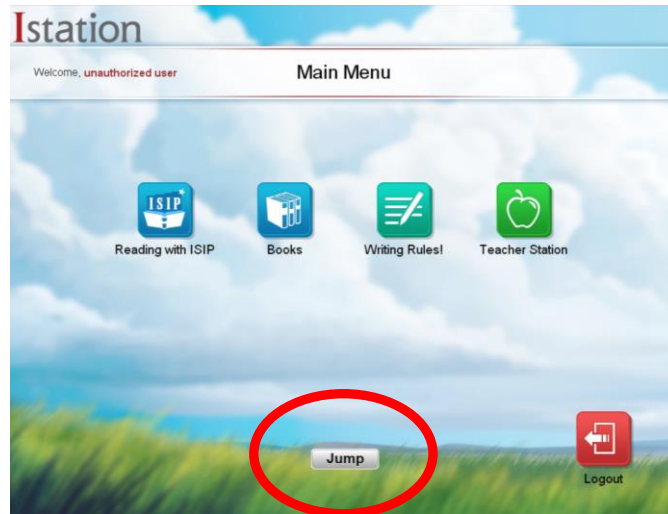 Istation
Welcome, unauthorized user
Main Menu
ISIP
Reading with ISIP
Books
Writing Rules!
Teacher Station
Jump
Logout